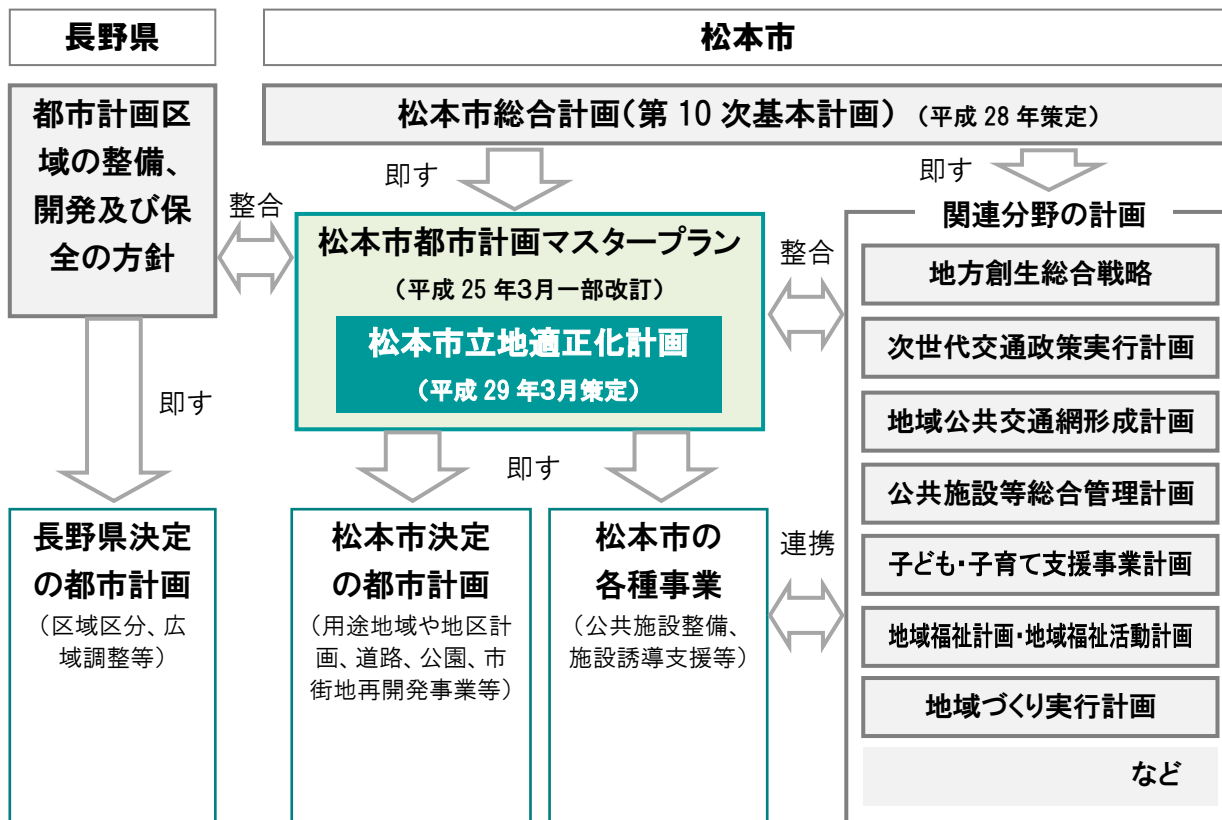 長野県
松本市
都市計画区
域の整備、
開発及び保
全の方針
松本市総合計画(第 10 次基本計画) (平成 28 年策定)
即す
即す
整合
松本市都市計画マスタープラン
(平成 25 年3月一部改訂)
松本市立地適正化計画
(平成 29 年3月策定)
整合
関連分野の計画
地方創生総合戦略
次世代交通政策実行計画
地域公共交通網形成計画
公共施設等総合管理計画
子ども・子育て支援事業計画
地域福祉計画・地域福祉活動計画
地域づくり実行計画
など
即す
即す
長野県決定
の都市計画
(区域区分、広
域調整等)
松本市決定
の都市計画
(用途地域や地区計
画、道路、公園、市
街地再開発事業等)
松本市の
各種事業
(公共施設整備、
施設誘導支援等)
連携